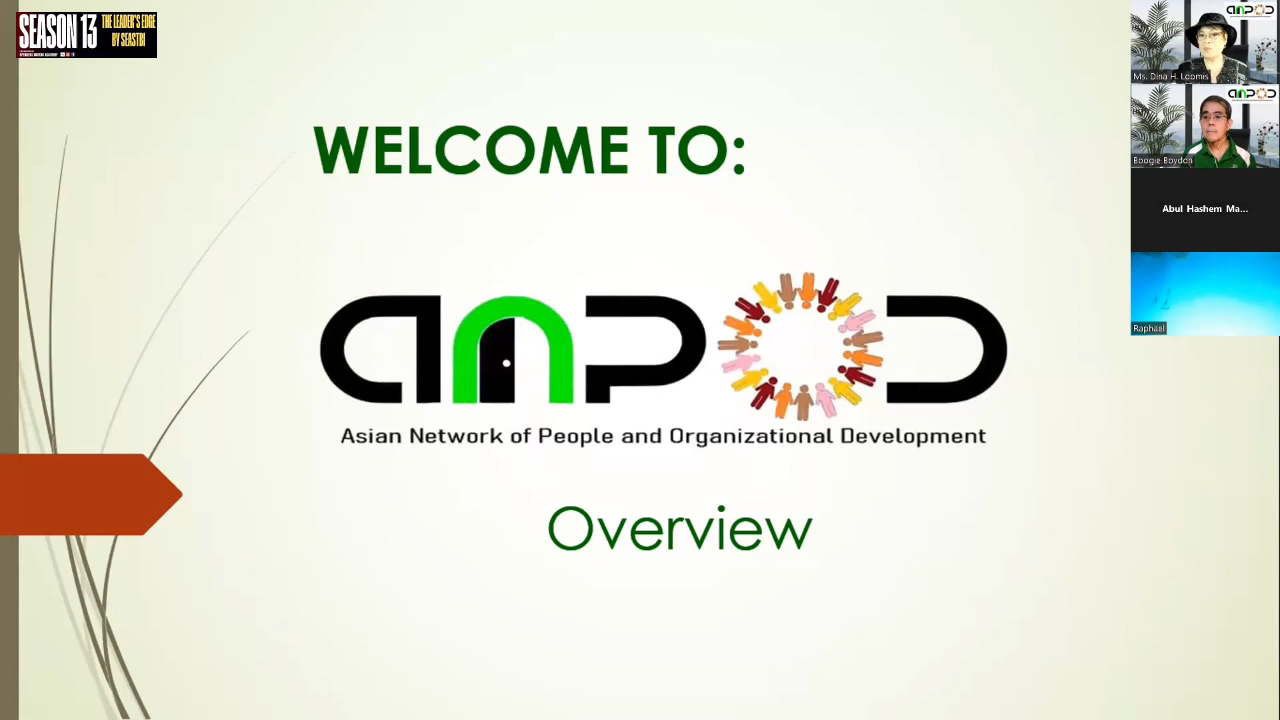 SEASON 13
THE LEADER'S EDGE
BY SEASTBI
WELCOME TO:
ANPOD
Asian Network of People and Organizational Development
Overview
ANPOD
Ms. Dina H. Loomis
ANPOD
Boogie Boydon
Abul Hashem Ma...
Raphael